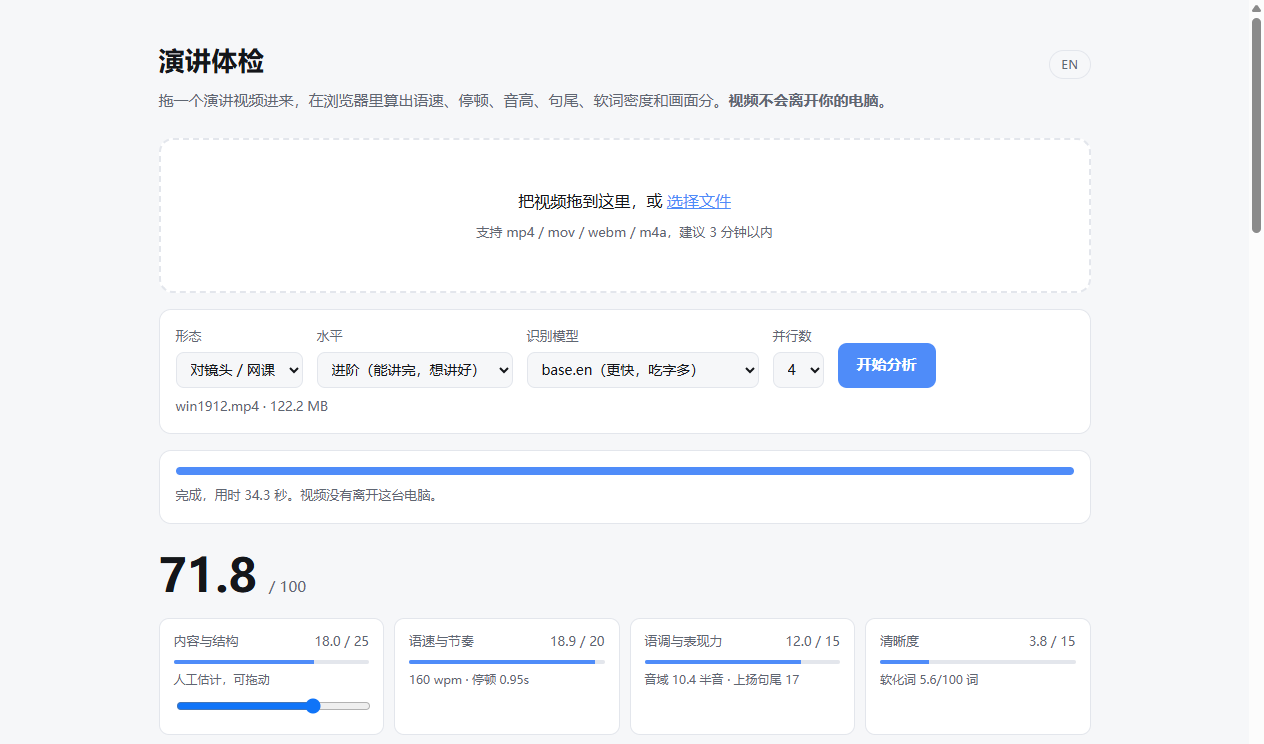 演讲体检
EN
拖一个演讲视频进来，在浏览器里算出语速、停顿、音高、句尾、软词密度和画面分。视频不会离开你的电脑。
把视频拖到这里，或 选择文件
支持 mp4 / mov / webm / m4a，建议 3 分钟以内
形态 水平 识别模型 并行数
对镜头 / 网课 进阶（能讲完，想讲好） base.en（更快，吃字多） 4 开始分析
win1912.mp4 · 122.2 MB
完成，用时 34.3 秒。视频没有离开这台电脑。
71.8 / 100
内容与结构 18.0 / 25
人工估计，可拖动
语速与节奏 18.9 / 20
160 wpm · 停顿 0.95s
语调与表现力 12.0 / 15
音域 10.4 半音 · 上扬句尾 17
清晰度 3.8 / 15
软化词 5.6/100 词